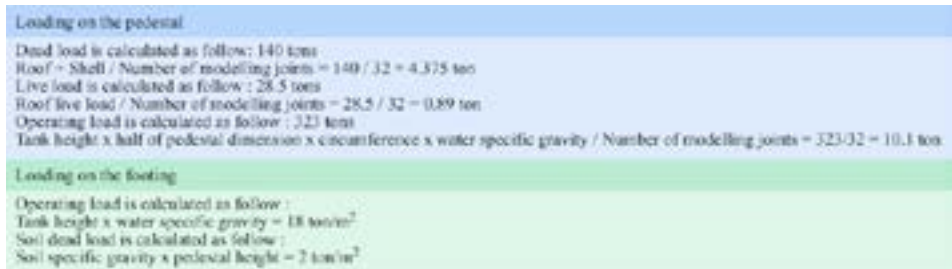 Loading on the pedestal
Dead load is calculated as follow: 140 tons
Roof + Shell / Number of modelling joints = 140 / 32 = 4.375 ton
Live load is calculated as follow : 28.5 tons
Roof live load / Number of modelling joints = 28.5 / 32 = 0.89 ton
Operating load is calculated as follow : 323 tons
Tank height x half of pedestal dimension x circumference x water specific gravity / Number of modelling joints = 323/32 = 10.1 ton
Loading on the footing
Operating load is calculated as follow :
Tank height x water specific gravity = 18 ton/m²
Soil dead load is calculated as follow :
Soil specific gravity x pedestal height = 2 ton/m²